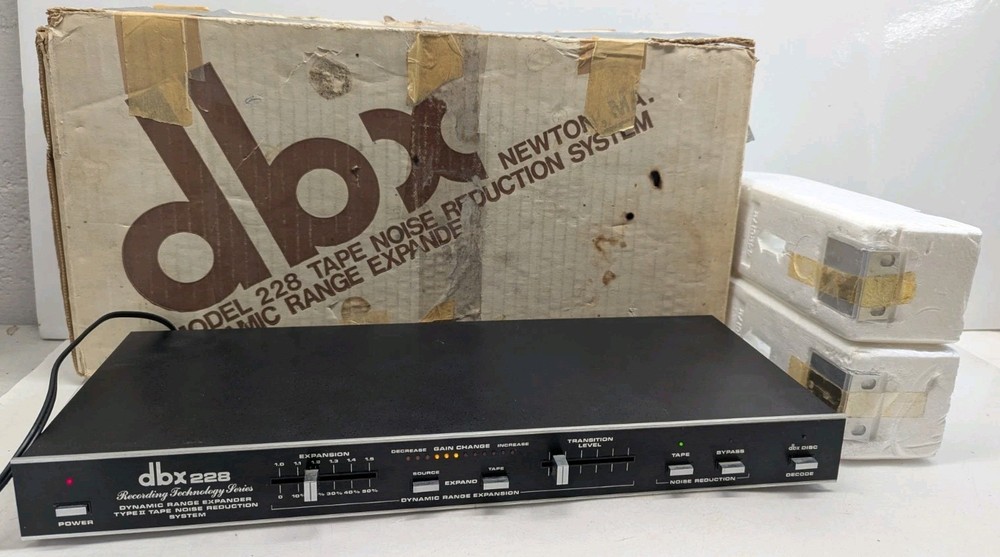 dbx
NEWTON, MA.
MODEL 228 TAPE NOISE REDUCTION SYSTEM
DYNAMIC RANGE EXPANDE
dbx 228
Recording Technology Series
DYNAMIC RANGE EXPANDER
TYPE II TAPE NOISE REDUCTION
SYSTEM
POWER
EXPANSION
1.0 1.1 1.2 1.3 1.4 1.5
0 10% % 30% 40% 50%
DECREASE GAIN CHANGE INCREASE
SOURCE EXPAND TAPE
DYNAMIC RANGE EXPANSION
TRANSITION
LEVEL
TAPE BYPASS
NOISE REDUCTION
dbx DISC
DECODE